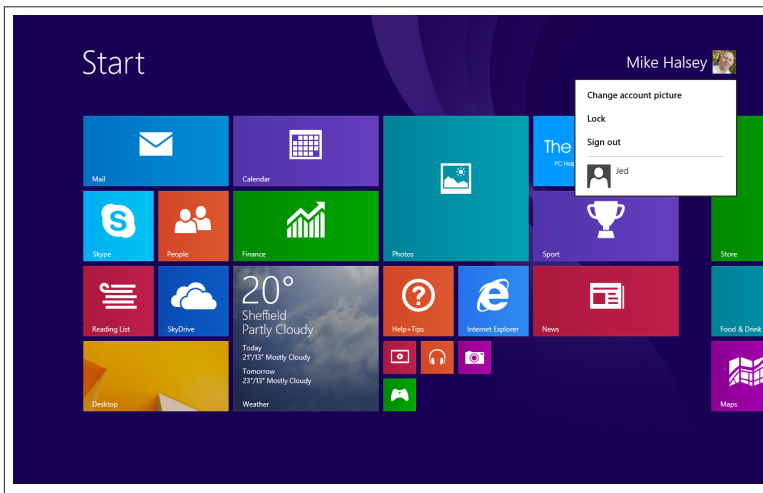 Start
Mike Halsey
Change account picture
Lock
Sign out
Jed
Mail
Calendar
Photos
The
PC Help
Skype
People
Finance
Sport
Store
Reading List
SkyDrive
20°
Sheffield
Partly Cloudy
Today
21°/13° Mostly Cloudy
Tomorrow
23°/13° Mostly Cloudy
Weather
Help+Tips
Internet Explorer
News
Food & Drink
Desktop
Maps